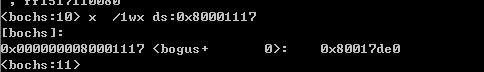 <bochs:10> x  /1wx ds:0x80001117
[bochs]:
0x0000000080001117 <bogus+       0>:    0x80017de0
<bochs:11>